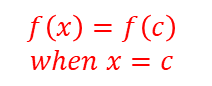 f(x) = f(c)
when x = c